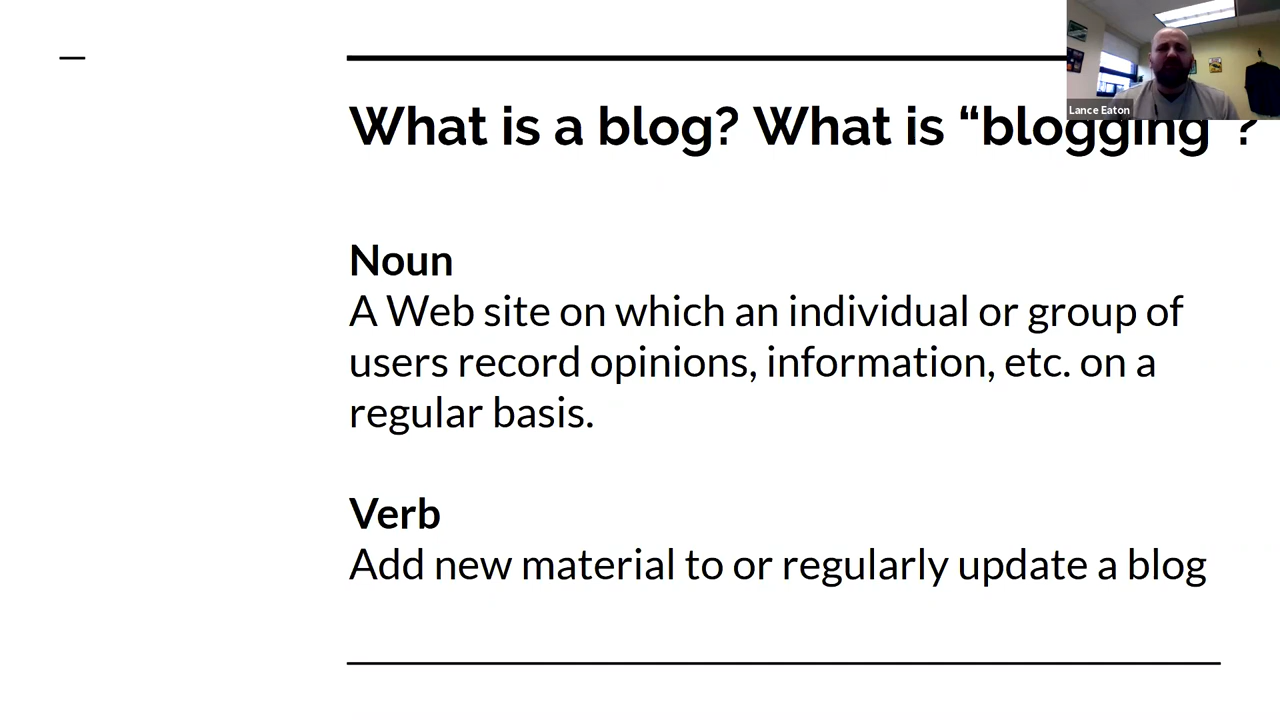 Lance Eaton
What is a blog? What is “blogging”?
Noun
A Web site on which an individual or group of
users record opinions, information, etc. on a
regular basis.
Verb
Add new material to or regularly update a blog